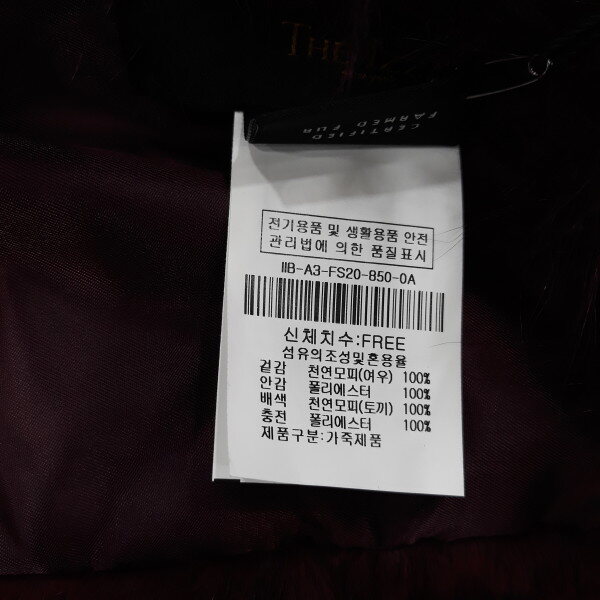 THE
CERTIFIED
FARMED FUR
전기용품 및 생활용품 안전
관리법에 의한 품질표시
IIB-A3-FS20-850-0A
신체치수:FREE
섬유의조성및혼용율
겉감 천연모피(여우) 100%
안감 폴리에스터 100%
배색 천연모피(토끼) 100%
충전 폴리에스터 100%
제품구분:가죽제품